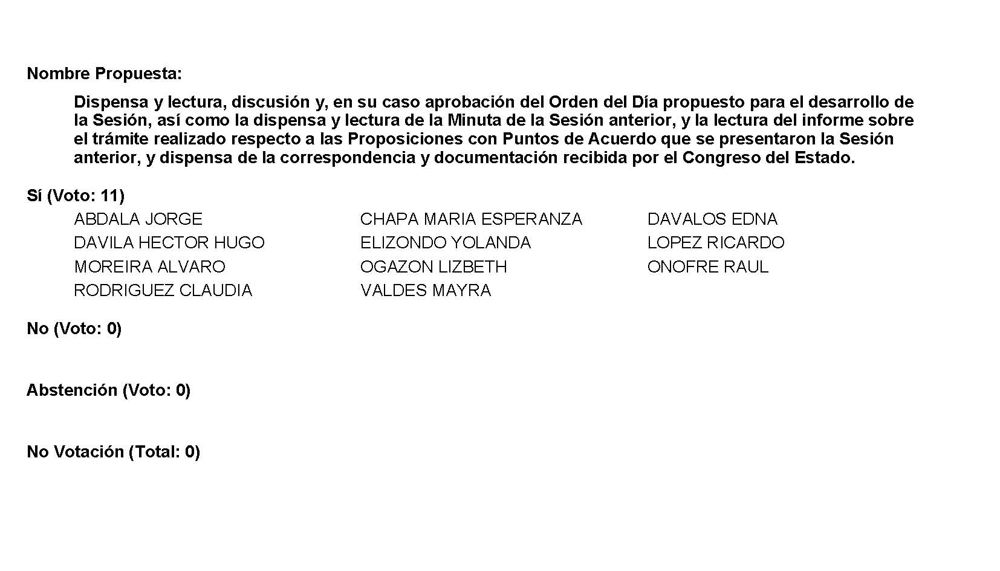 Nombre Propuesta:
Dispensa y lectura, discusión y, en su caso aprobación del Orden del Día propuesto para el desarrollo de
la Sesión, así como la dispensa y lectura de la Minuta de la Sesión anterior, y la lectura del informe sobre
el trámite realizado respecto a las Proposiciones con Puntos de Acuerdo que se presentaron la Sesión
anterior, y dispensa de la correspondencia y documentación recibida por el Congreso del Estado.
Sí (Voto: 11)
ABDALA JORGE CHAPA MARIA ESPERANZA DAVALOS EDNA
DAVILA HECTOR HUGO ELIZONDO YOLANDA LOPEZ RICARDO
MOREIRA ALVARO OGAZON LIZBETH ONOFRE RAUL
RODRIGUEZ CLAUDIA VALDES MAYRA
No (Voto: 0)
Abstención (Voto: 0)
No Votación (Total: 0)